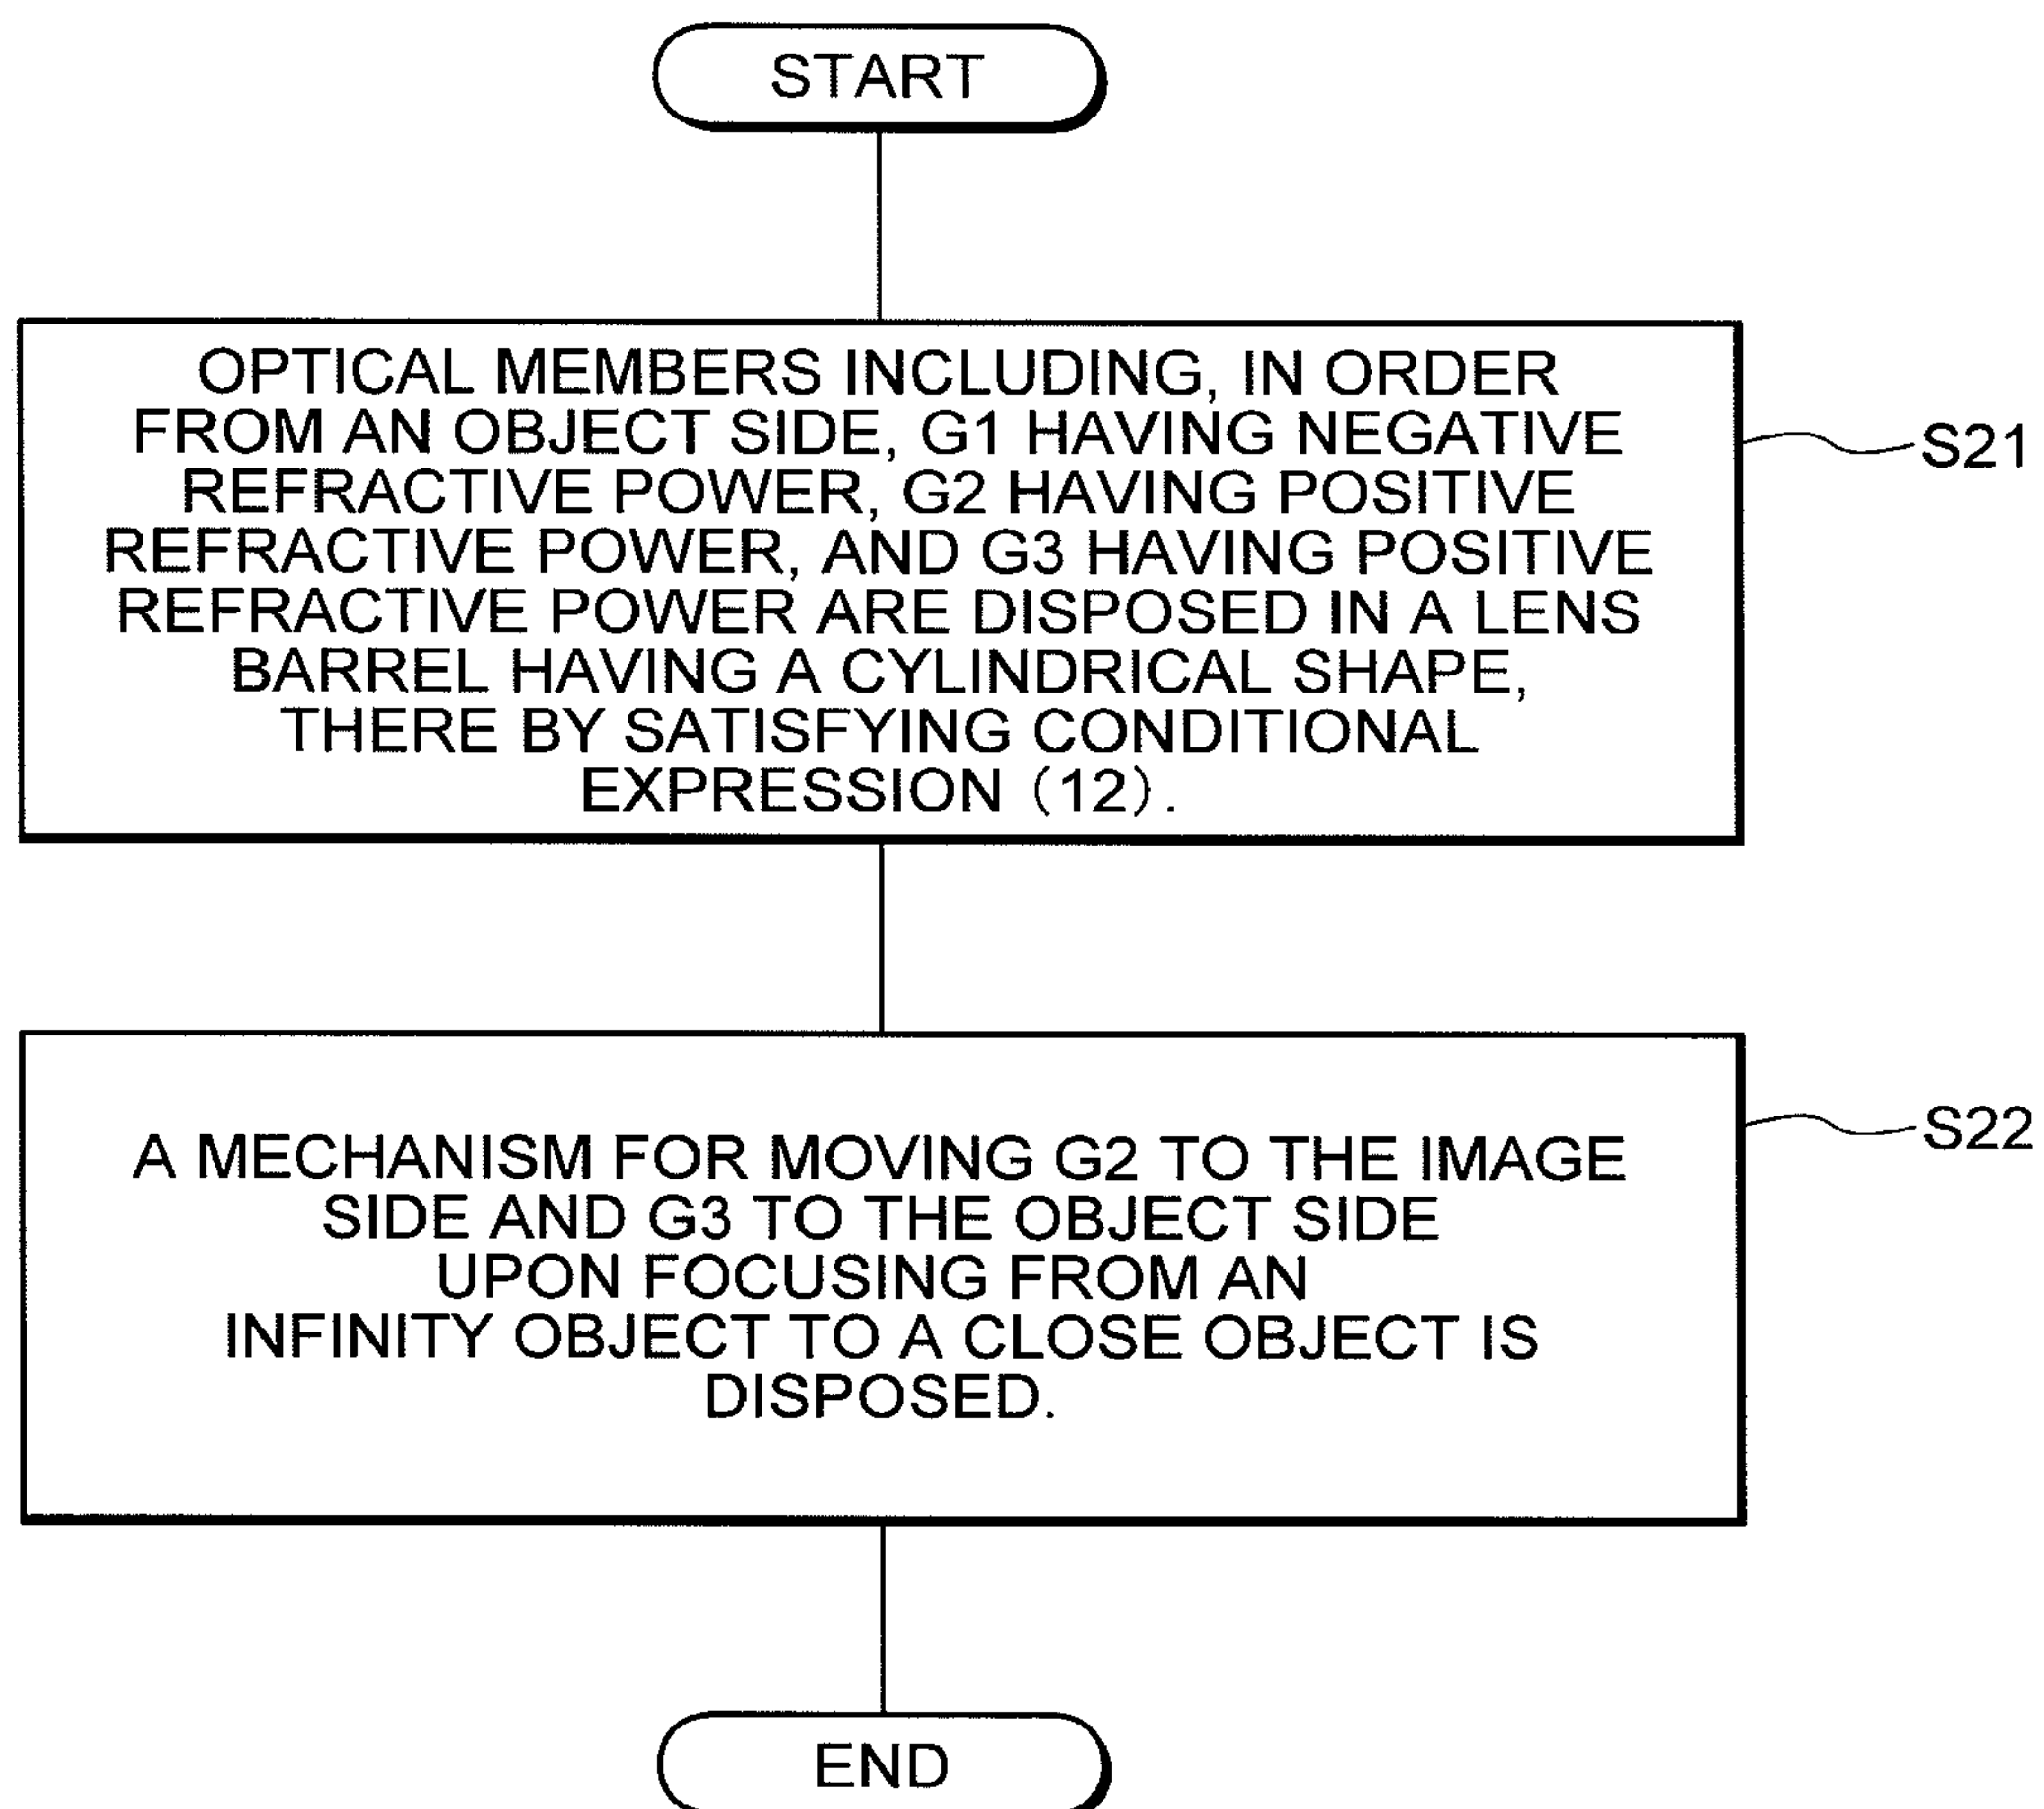 START
OPTICAL MEMBERS INCLUDING, IN ORDER
FROM AN OBJECT SIDE, G1 HAVING NEGATIVE
REFRACTIVE POWER, G2 HAVING POSITIVE
REFRACTIVE POWER, AND G3 HAVING POSITIVE
REFRACTIVE POWER ARE DISPOSED IN A LENS
BARREL HAVING A CYLINDRICAL SHAPE,
THERE BY SATISFYING CONDITIONAL
EXPRESSION (12).
S21
A MECHANISM FOR MOVING G2 TO THE IMAGE
SIDE AND G3 TO THE OBJECT SIDE
UPON FOCUSING FROM AN
INFINITY OBJECT TO A CLOSE OBJECT IS
DISPOSED.
S22
END